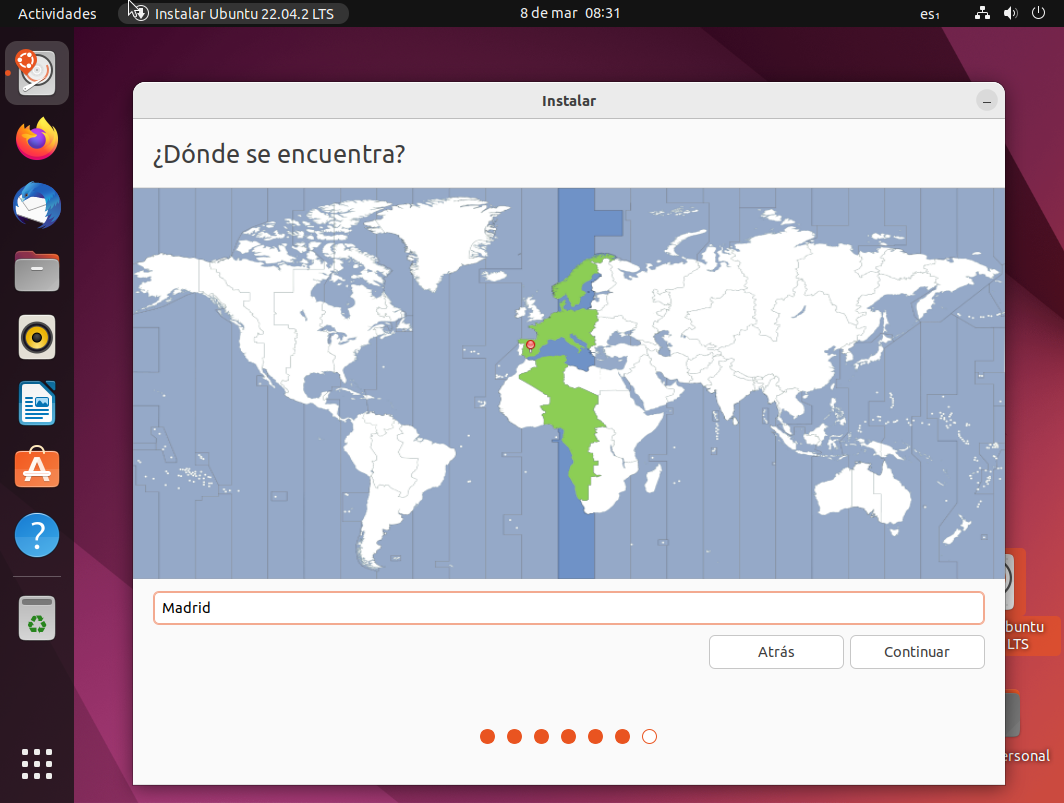 Actividades
Instalar Ubuntu 22.04.2 LTS
8 de mar 08:31
es₁
Instalar
¿Dónde se encuentra?
Madrid
Atrás
Continuar
buntu
LTS
ersonal